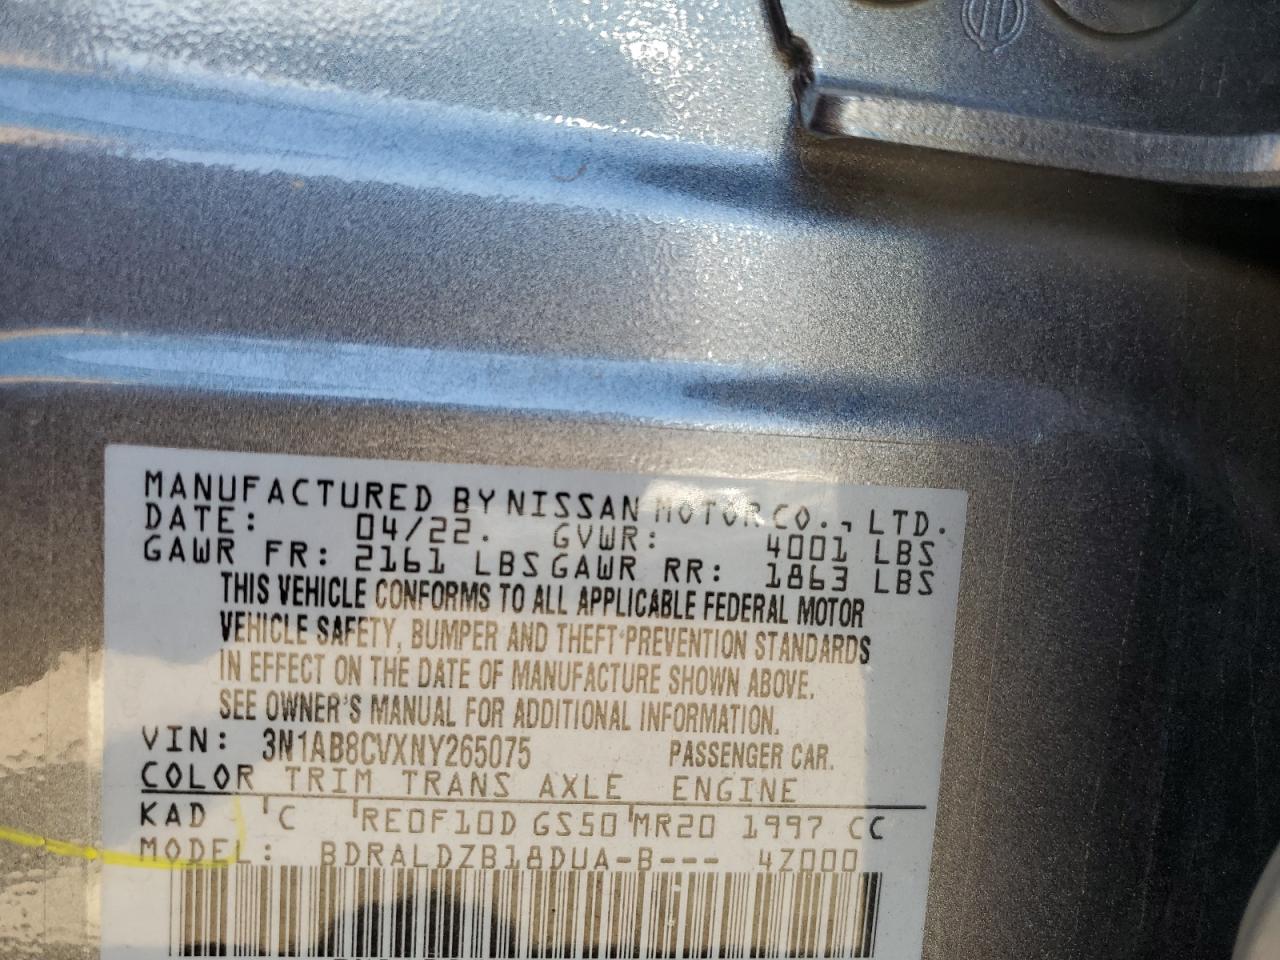 MANUFACTURED BY NISSAN MOTOR CO., LTD.
DATE: 04/22. GVWR: 4001 LBS
GAWR FR: 2161 LBS GAWR RR: 1863 LBS
THIS VEHICLE CONFORMS TO ALL APPLICABLE FEDERAL MOTOR
VEHICLE SAFETY, BUMPER AND THEFT PREVENTION STANDARDS
IN EFFECT ON THE DATE OF MANUFACTURE SHOWN ABOVE.
SEE OWNER'S MANUAL FOR ADDITIONAL INFORMATION.
VIN: 3N1AB8CVXNY265075 PASSENGER CAR.
COLOR TRIM TRANS AXLE ENGINE
KAD 'C 'RE0F10D GS50'MR20 1997 CC
MODEL: BDRALDZB18DUA-B--- 4Z000